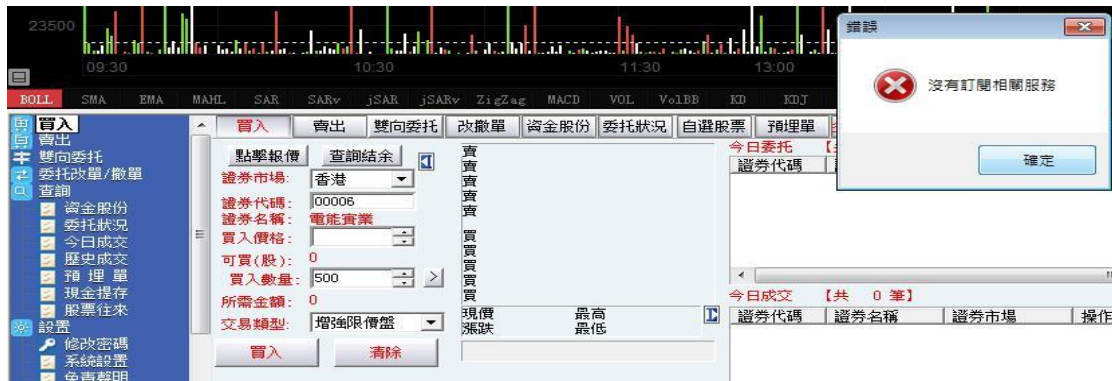 23500
09:30 10:30 11:30 13:00
BOLL SMA EMA MAHL SAR SARv jSAR jSARv ZigZag MACD VOL VolBB KD KDJ
錯誤
沒有訂閱相關服務
確定
買入
賣出
雙向委托
委托改單/撤單
查詢
資金股份
委托狀況
今日成交
歷史成交
預埋單
現金提存
股票往來
設置
修改密碼
系統設置
免責聲明
買入 賣出 雙向委托 改撤單 資金股份 委托狀況 自選股票 預埋單
點擊報價 查詢結余
證券市場: 香港
證券代碼: 00006
證券名稱: 電能實業
買入價格:
可買(股): 0
買入數量: 500 >
所需金額: 0
交易類型: 增強限價盤
買入 清除
賣
賣
賣
賣
賣
買
買
買
買
買
現價 最高
漲跌 最低
今日委托
證券代碼
今日成交 【共 0 筆】
證券代碼 證券名稱 證券市場 操作